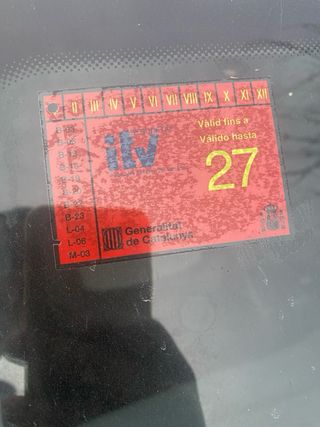 II III IV V VI VII VIII IX X XI XII
Vàlid fins a
Válido hasta
27
itv
B-23
L-04
L-06
M-03
Generalitat
de Catalunya